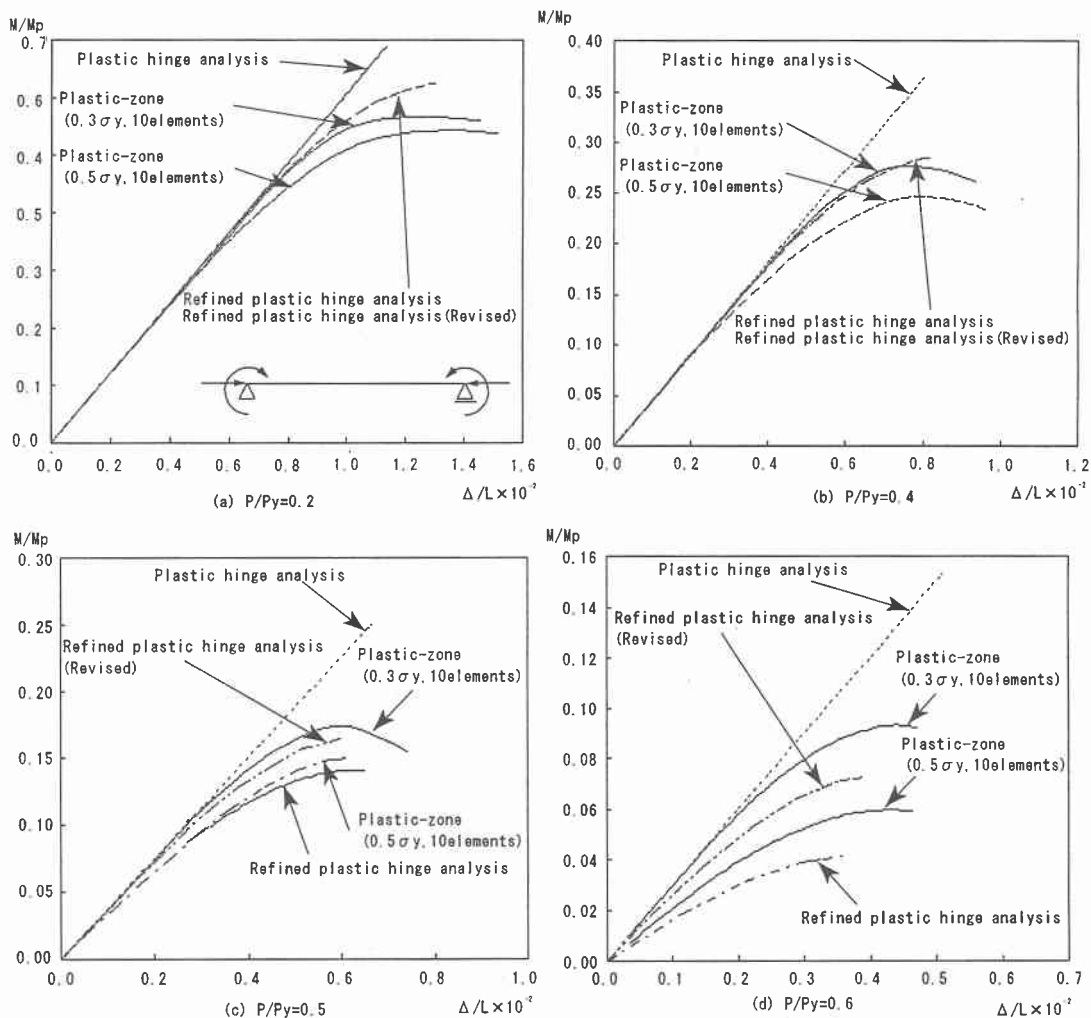 M/Mp
0.7
0.6
0.4
0.5
0.3
0.2
0.1
0.0
Plastic hinge analysis
Plastic-zone
(0.3σy, 10elements)
Plastic-zone
(0.5σy, 10elements)
Refined plastic hinge analysis
Refined plastic hinge analysis(Revised)
0.0 0.2 0.4 0.6 0.8 1.0 1.2 1.4 1.6
(a) P/Py=0.2
Δ/L×10⁻²
M/Mp
0.40
0.35
0.30
0.25
0.20
0.15
0.10
0.05
0.00
Plastic hinge analysis
Plastic-zone
(0.3σy, 10elements)
Plastic-zone
(0.5σy, 10elements)
Refined plastic hinge analysis
Refined plastic hinge analysis(Revised)
0.0 0.2 0.4 0.6 0.8 1.0 1.2
(b) P/Py=0.4
Δ/L×10⁻²
M/Mp
0.30
0.25
0.20
0.15
0.10
0.05
0.00
Plastic hinge analysis
Refined plastic hinge analysis
(Revised)
Plastic-zone
(0.3σy, 10elements)
Plastic-zone
(0.5σy, 10elements)
Refined plastic hinge analysis
0.0 0.2 0.4 0.6 0.8 1.0
(c) P/Py=0.5
Δ/L×10⁻²
M/Mp
0.16
0.14
0.12
0.10
0.08
0.06
0.04
0.02
0.00
Plastic hinge analysis
Refined plastic hinge analysis
(Revised)
Plastic-zone
(0.3σy, 10elements)
Plastic-zone
(0.5σy, 10elements)
Refined plastic hinge analysis
0.0 0.1 0.2 0.3 0.4 0.5 0.6 0.7
(d) P/Py=0.6
Δ/L×10⁻²